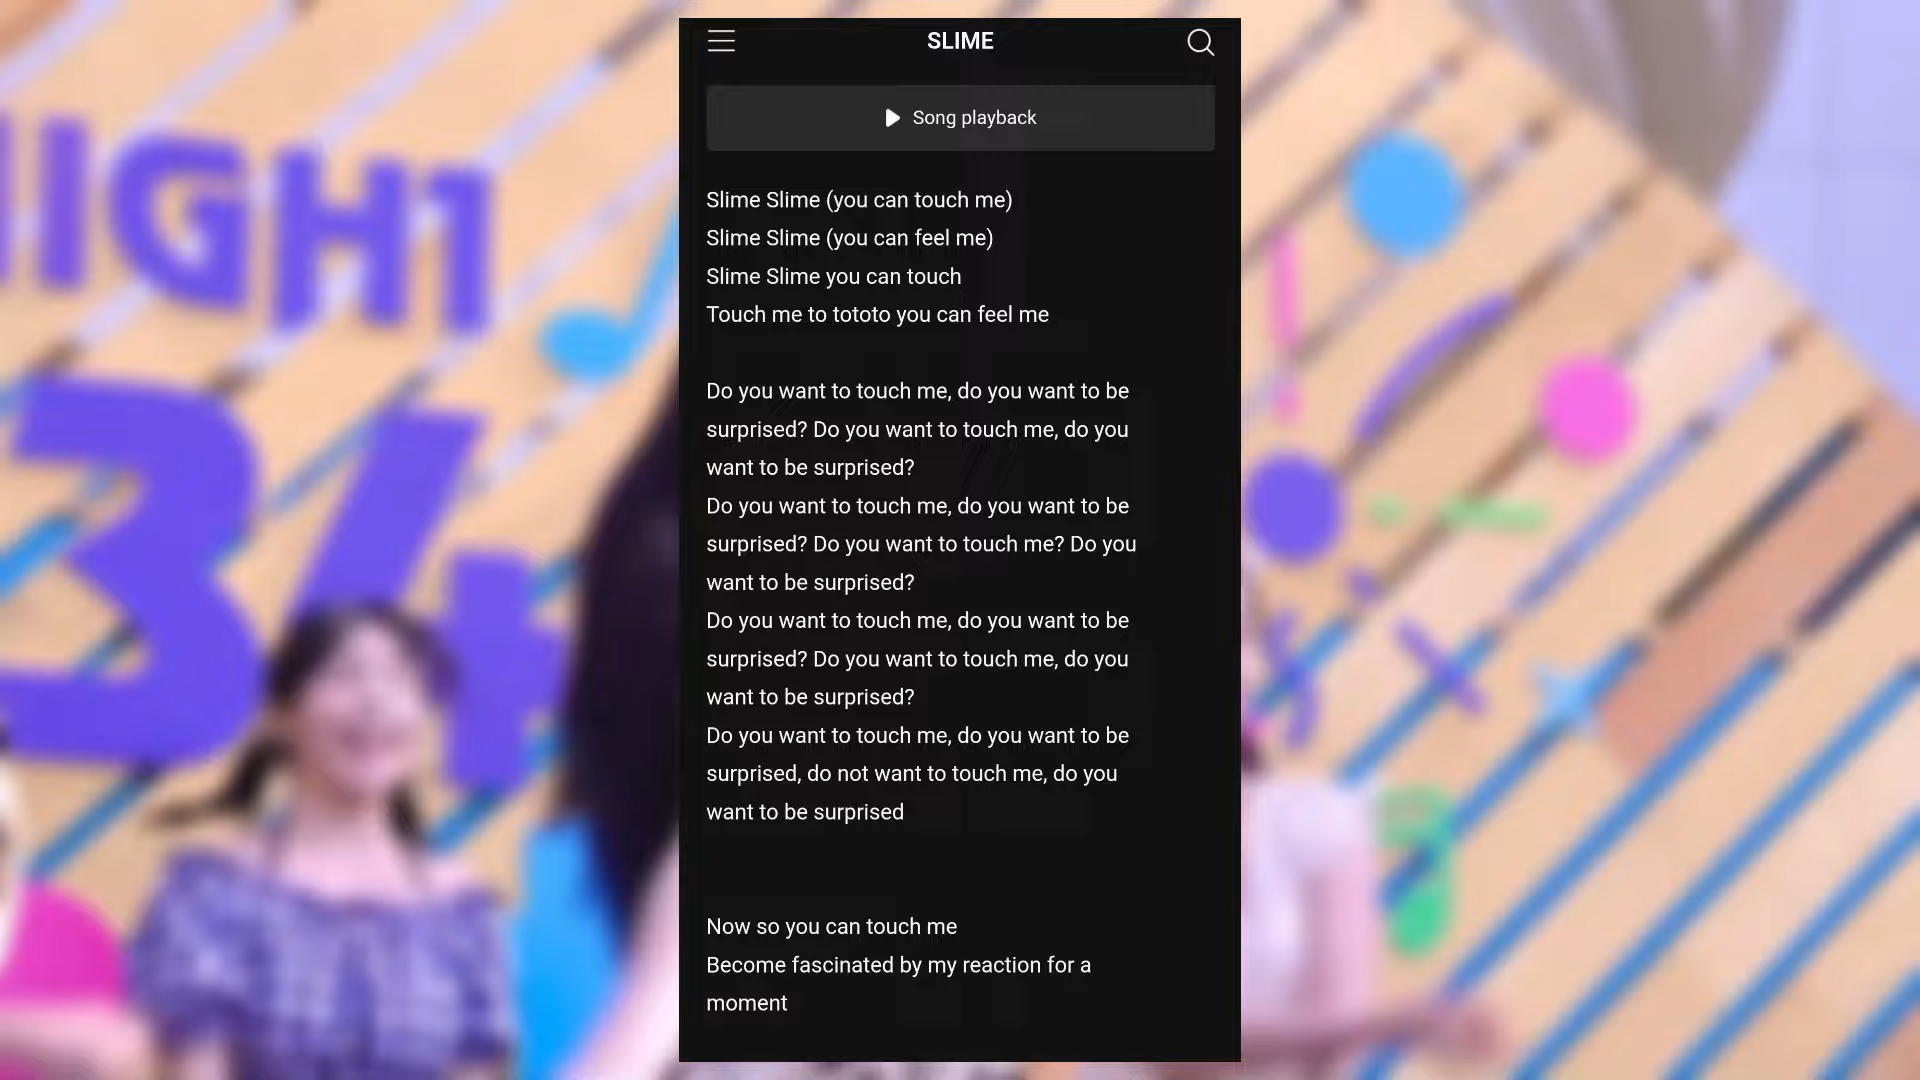 SLIME
Song playback
Slime Slime (you can touch me)
Slime Slime (you can feel me)
Slime Slime you can touch
Touch me to tototo you can feel me
Do you want to touch me, do you want to be
surprised? Do you want to touch me, do you
want to be surprised?
Do you want to touch me, do you want to be
surprised? Do you want to touch me? Do you
want to be surprised?
Do you want to touch me, do you want to be
surprised? Do you want to touch me, do you
want to be surprised?
Do you want to touch me, do you want to be
surprised, do not want to touch me, do you
want to be surprised
Now so you can touch me
Become fascinated by my reaction for a
moment
34